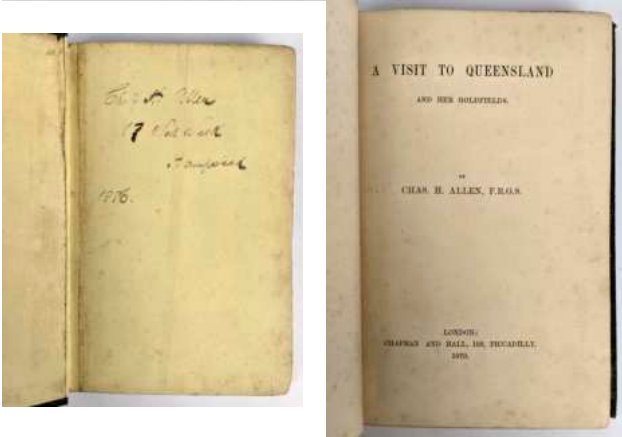 Chas H Allen
17 Well Walk
Hampstead
A VISIT TO QUEENSLAND
AND HER GOLDFIELDS.
BY
CHAS. H. ALLEN, F.R.G.S.
LONDON:
CHAPMAN AND HALL, 193, PICCADILLY.
1870.